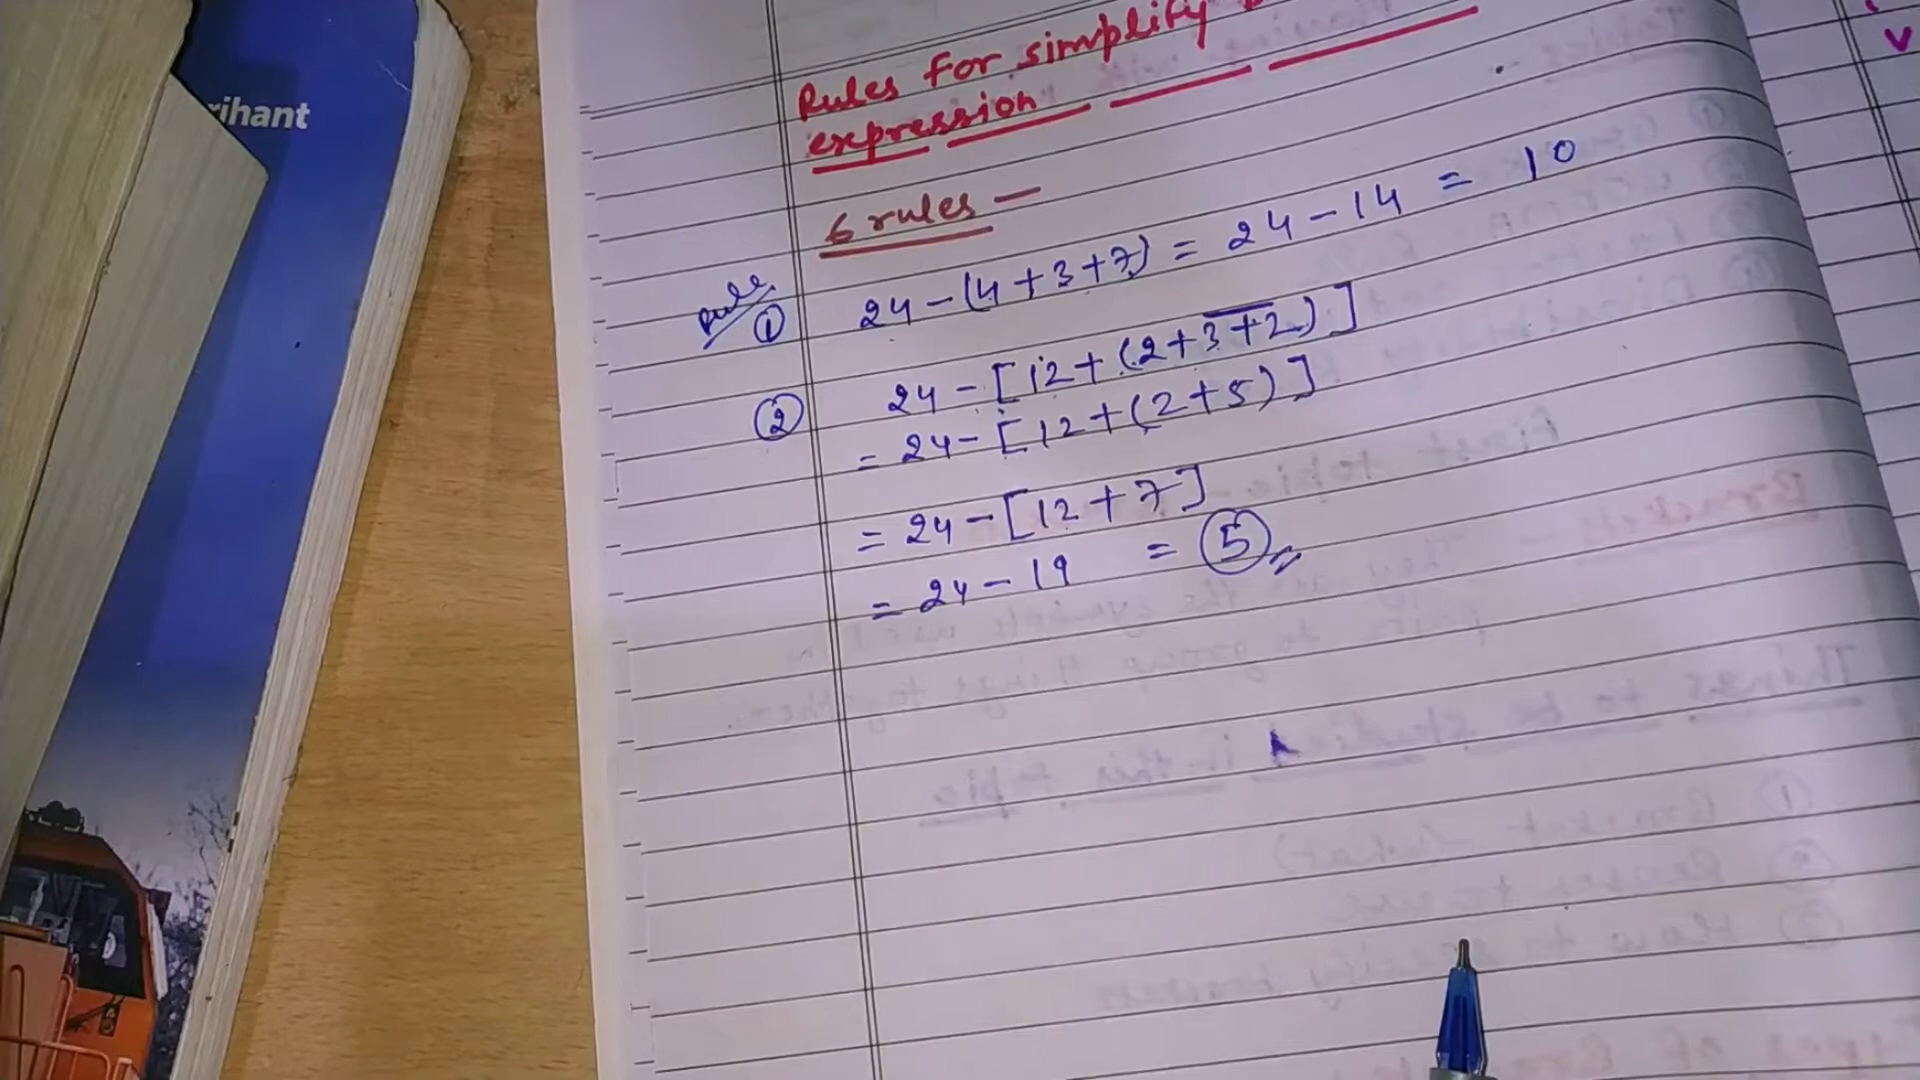 rihant
Rules for simplify
expression
6 rules —
Rule
① 24 - (4 + 3 + 7) = 24 - 14 = 10
② 24 - [12 + (2 + 3̅ ̅+̅ ̅2̅)]
= 24 - [12 + (2 + 5)]
= 24 - [12 + 7]
= 24 - 19 = 5